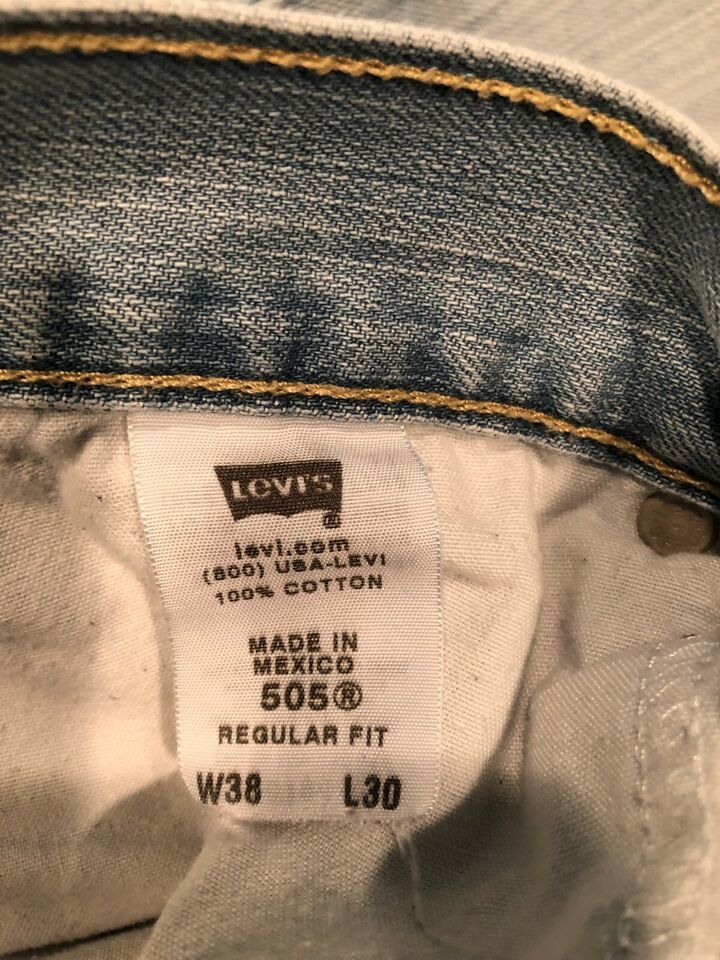 Levi's
®
levi.com
(800) USA-LEVI
100% COTTON
MADE IN
MEXICO
505®
REGULAR FIT
W38 L30